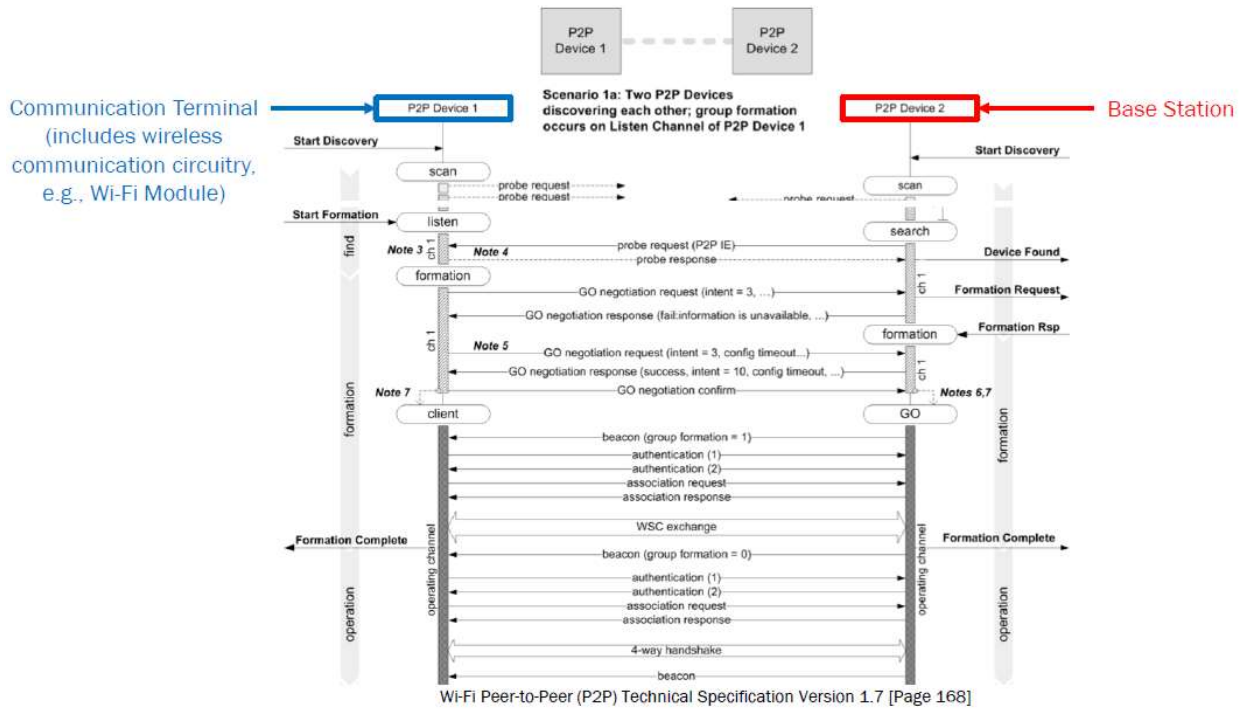 P2P
Device 1
P2P
Device 2
Communication Terminal
(includes wireless
communication circuitry,
e.g., Wi-Fi Module)
P2P Device 1
Scenario 1a: Two P2P Devices
discovering each other; group formation
occurs on Listen Channel of P2P Device 1
P2P Device 2
Base Station
Start Discovery
Start Discovery
scan
scan
probe request
probe request
probe request
Start Formation
listen
search
find
Note 3
ch 1
Note 4
probe request (P2P IE)
probe response
Device Found
formation
ch 1
GO negotiation request (intent = 3, ...)
Formation Request
GO negotiation response (fail:information is unavailable, ...)
formation
Formation Rsp
ch 1
Note 5
GO negotiation request (intent = 3, config timeout...)
GO negotiation response (success, intent = 10, config timeout, ...)
ch 1
Note 7
GO negotiation confirm
Notes 6,7
client
GO
formation
formation
beacon (group formation = 1)
authentication (1)
authentication (2)
association request
association response
WSC exchange
Formation Complete
Formation Complete
beacon (group formation = 0)
operating channel
operating channel
authentication (1)
authentication (2)
association request
association response
operation
operation
4-way handshake
beacon
Wi-Fi Peer-to-Peer (P2P) Technical Specification Version 1.7 [Page 168]